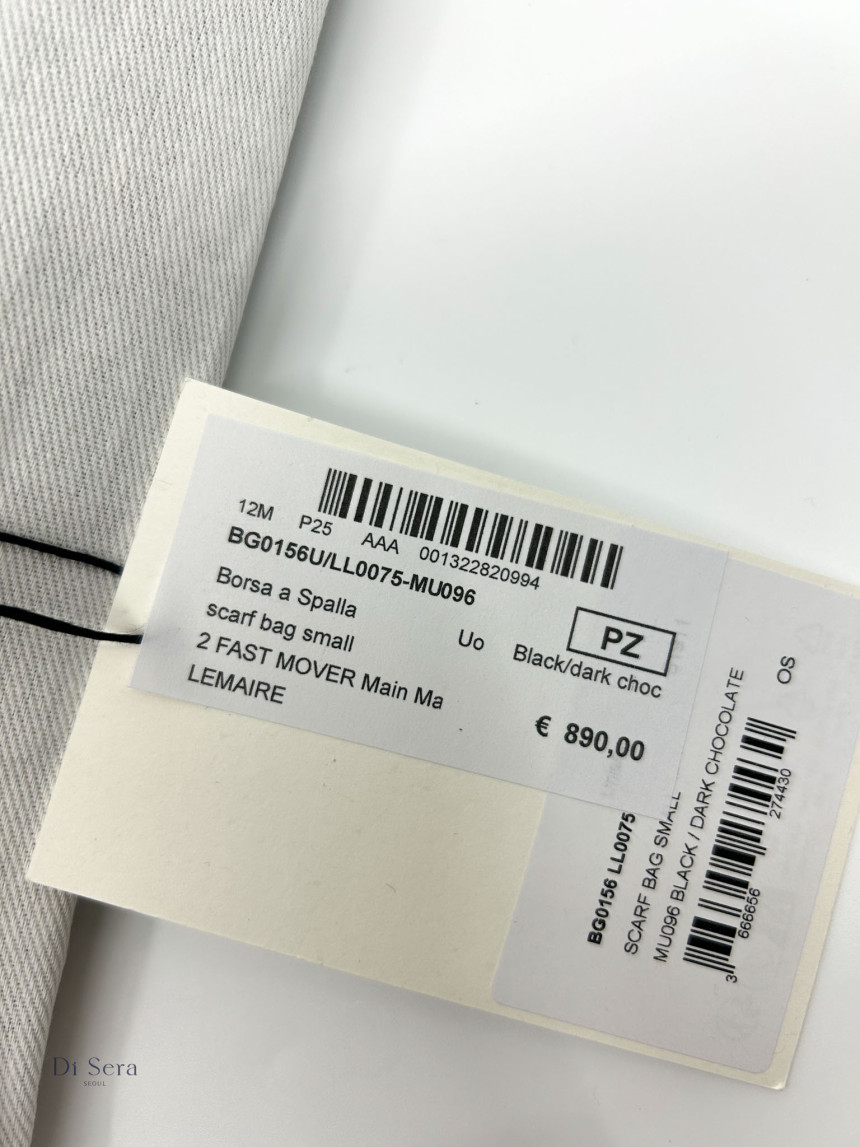 12M P25 AAA 001322820994
BG0156U/LL0075-MU096
Borsa a Spalla
scarf bag small Uo Black/dark choc
PZ
2 FAST MOVER Main Ma
LEMAIRE
€ 890,00
BG0156 LL0075
SCARF BAG SMALL
MU096 BLACK / DARK CHOCOLATE
OS
3 666656 274430
Di Sera
SEOUL